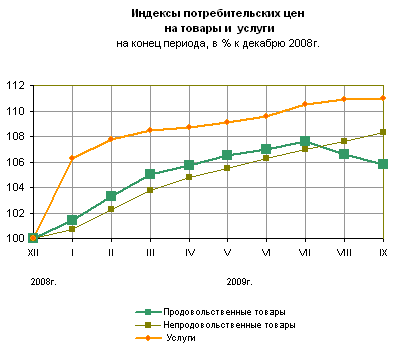 Индексы потребительских цен
на товары и услуги
на конец периода, в % к декабрю 2008г.
112
110
108
106
104
102
100
XII I II III IV V VI VII VIII IX
2008г. 2009г.
Продовольственные товары
Непродовольственные товары
Услуги